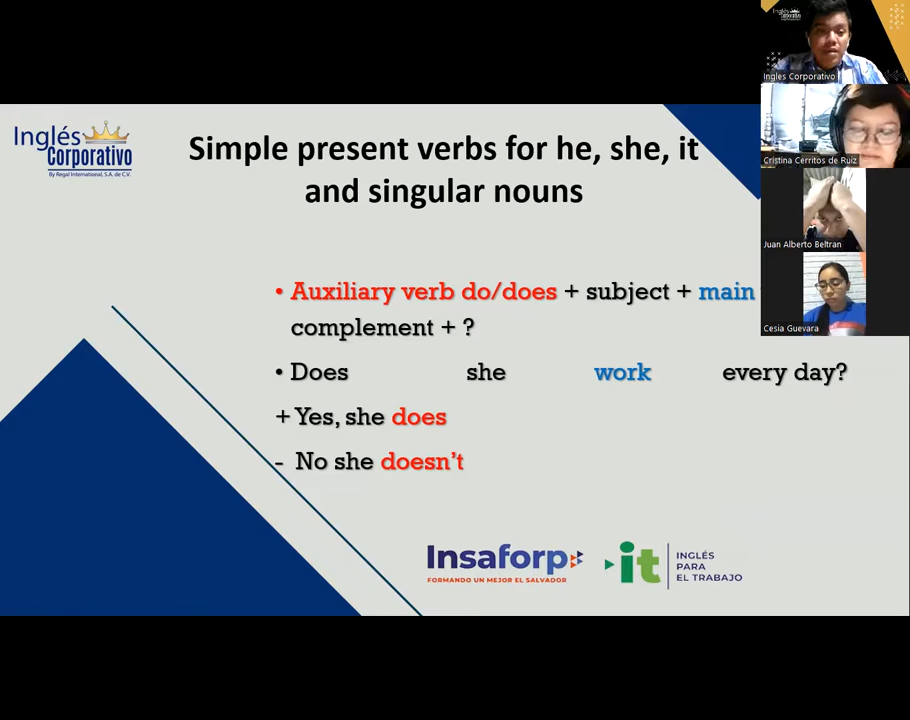 Inglés
Corporativo
By Regal International, S.A. de C.V.
Simple present verbs for he, she, it
and singular nouns
• Auxiliary verb do/does + subject + main
complement + ?
• Does she work every day?
+ Yes, she does
- No she doesn't
Insaforp
FORMANDO UN MEJOR EL SALVADOR
it
INGLÉS
PARA
EL TRABAJO
Inglés
Corporativo
Ingles Corporativo
Cristina Cerritos de Ruiz
Juan Alberto Beltran
Cesia Guevara